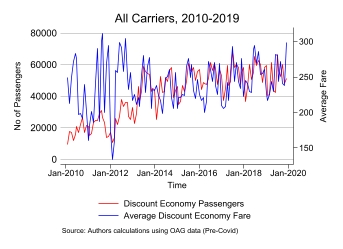 All Carriers, 2010-2019
80000
60000
40000
20000
0
No of Passengers
300
250
200
150
Average Fare
Jan-2010 Jan-2012 Jan-2014 Jan-2016 Jan-2018 Jan-2020
Time
Discount Economy Passengers
Average Discount Economy Fare
Source: Authors calculations using OAG data (Pre-Covid)